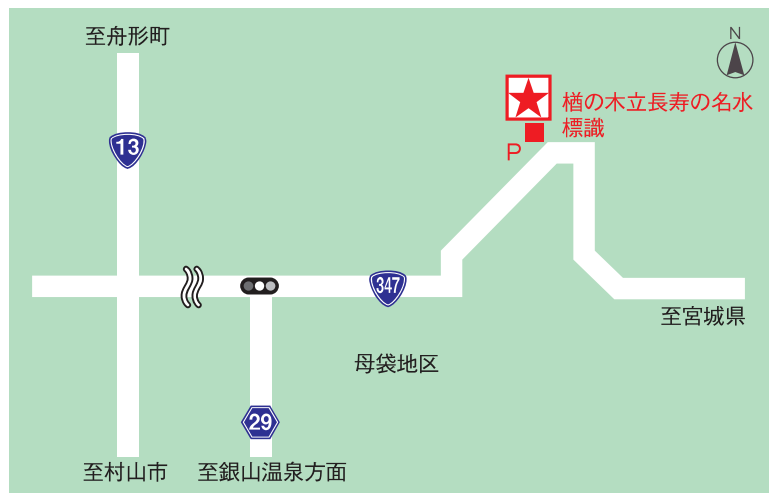 至舟形町
N
13
楢の木立長寿の名水
標識
P
347
至宮城県
母袋地区
29
至村山市
至銀山温泉方面